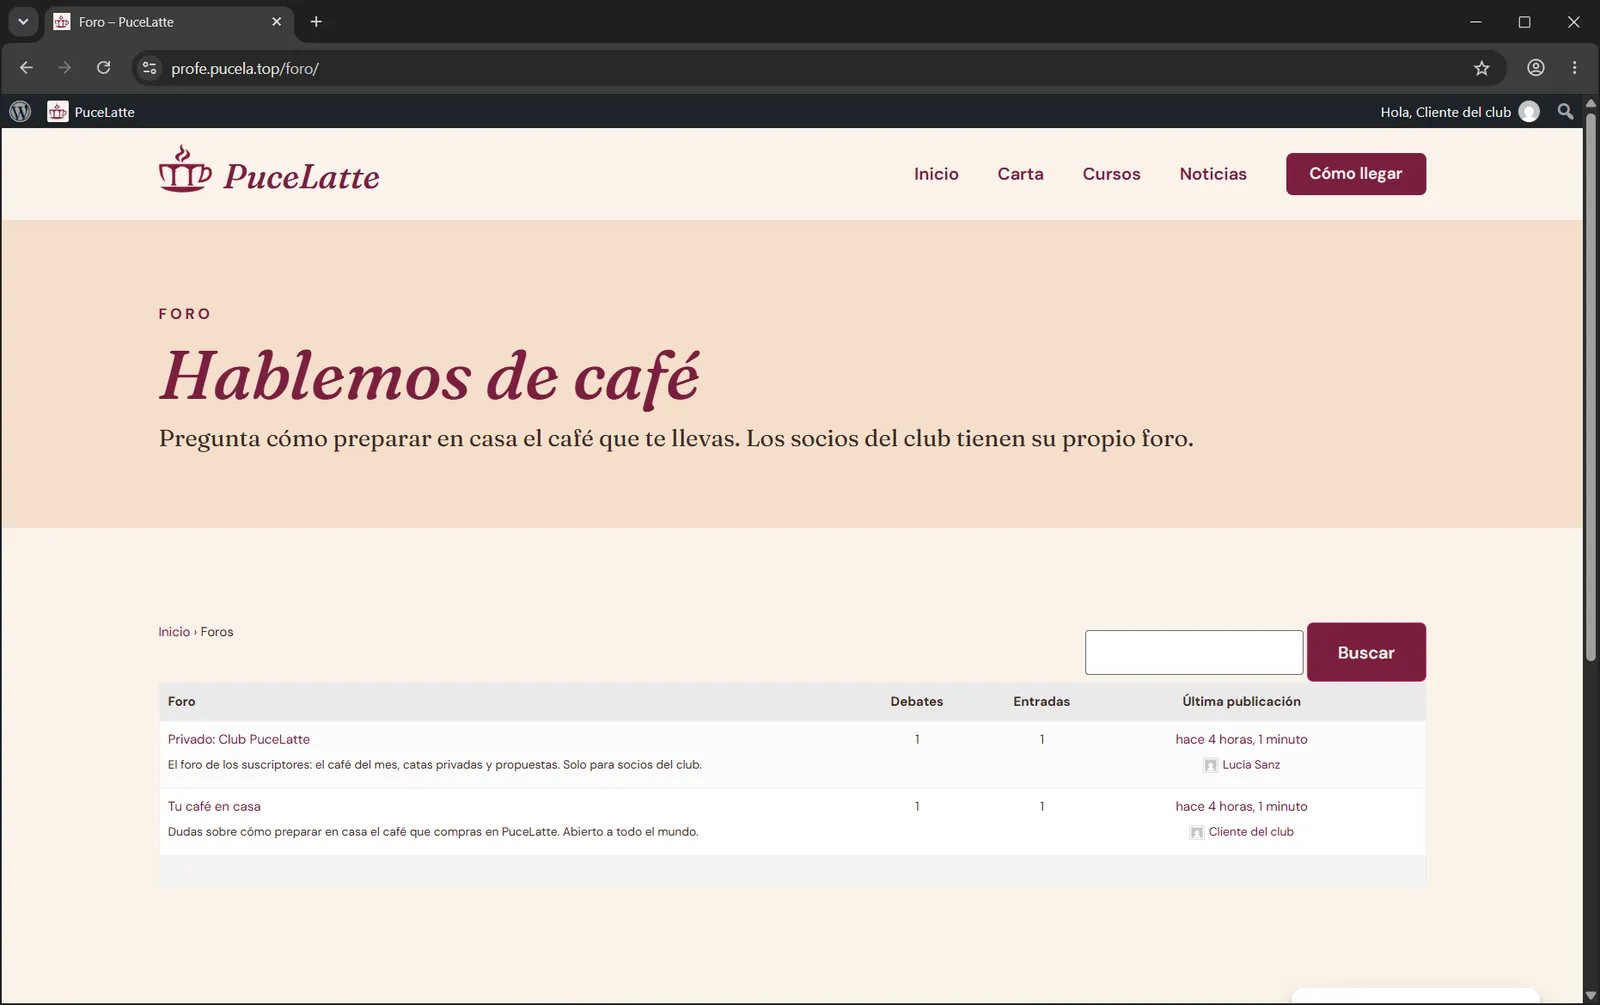 Foro – PuceLatte
profe.pucela.top/foro/
PuceLatte
Hola, Cliente del club
PuceLatte
Inicio
Carta
Cursos
Noticias
Cómo llegar
FORO
Hablemos de café
Pregunta cómo preparar en casa el café que te llevas. Los socios del club tienen su propio foro.
Inicio › Foros
Buscar
Foro Debates Entradas Última publicación
Privado: Club PuceLatte 1 1 hace 4 horas, 1 minuto
El foro de los suscriptores: el café del mes, catas privadas y propuestas. Solo para socios del club. Lucía Sanz
Tu café en casa 1 1 hace 4 horas, 1 minuto
Dudas sobre cómo preparar en casa el café que compras en PuceLatte. Abierto a todo el mundo. Cliente del club